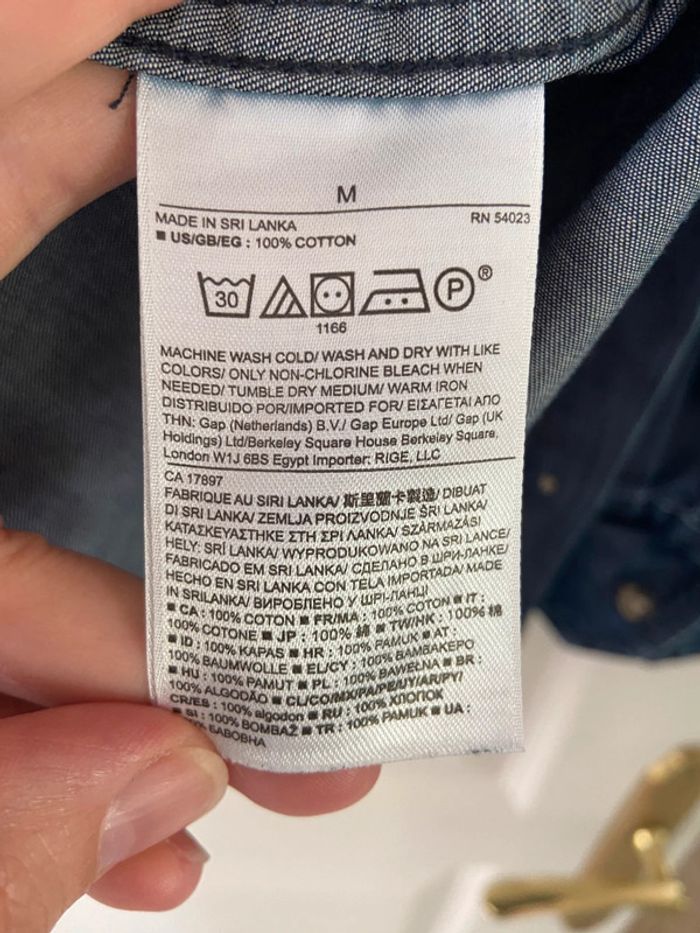 M
MADE IN SRI LANKA RN 54023
■ US/GB/EG : 100% COTTON
30 P ®
1166
MACHINE WASH COLD/ WASH AND DRY WITH LIKE
COLORS/ ONLY NON-CHLORINE BLEACH WHEN
NEEDED/ TUMBLE DRY MEDIUM/ WARM IRON
DISTRIBUIDO POR/IMPORTED FOR/ ΕΙΣΑΓΕΤΑΙ ΑΠΟ
ΤΗΝ: Gap (Netherlands) B.V./ Gap Europe Ltd/ Gap (UK
Holdings) Ltd/Berkeley Square House Berkeley Square,
London W1J 6BS Egypt Importer: RIGE, LLC
CA 17897
FABRIQUE AU SIRI LANKA/ 斯里蘭卡製造/ DIBUAT
DI SRI LANKA/ ZEMLJA PROIZVODNJE ŠRI LANKA/
ΚΑΤΑΣΚΕΥΑΣΤΗΚΕ ΣΤΗ ΣΡΙ ΛΑΝΚΑ/ SZÁRMAZÁSI
HELY: SRÍ LANKA/ WYPRODUKOWANO NA SRI LANCE/
FABRICADO EM SRI LANKA/ СДЕЛАНО В ШРИ-ЛАНКЕ/
HECHO EN SRI LANKA CON TELA IMPORTADA/ MADE
IN SRILANKA/ ВИРОБЛЕНО У ШРІ-ЛАНЦІ
■ CA : 100% COTON ■ FR/MA : 100% COTON ■ IT :
100% COTONE ■ JP : 100% 綿 ■ TW/HK : 100% 棉
■ ID : 100% KAPAS ■ HR : 100% PAMUK ■ AT :
100% BAUMWOLLE ■ EL/CY : 100% ΒΑΜΒΑΚΕΡΟ
■ HU : 100% PAMUT ■ PL : 100% BAWEŁNA ■ BR :
100% ALGODÃO ■ CL/CO/MX/PA/PE/UY/AR/PY/
CR/ES : 100% algodon ■ RU : 100% ХЛОПОК
■ SI : 100% BOMBAŽ ■ TR : 100% PAMUK ■ UA :
БАВОВНА